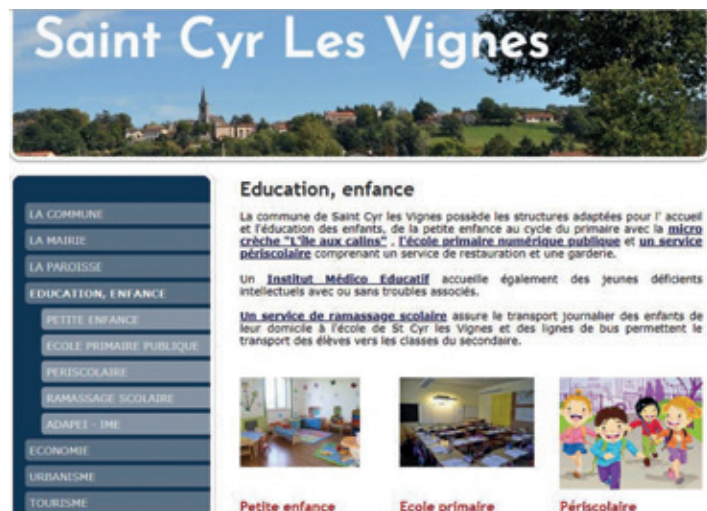 Saint Cyr Les Vignes
LA COMMUNE
LA MAIRIE
LA PAROISSE
EDUCATION, ENFANCE
PETITE ENFANCE
ECOLE PRIMAIRE PUBLIQUE
PERISCOLAIRE
RAMASSAGE SCOLAIRE
ADAPEI - IME
ECONOMIE
URBANISME
TOURISME
Education, enfance
La commune de Saint Cyr les Vignes possède les structures adaptées pour l' accueil
et l'éducation des enfants, de la petite enfance au cycle du primaire avec la micro
crèche "L'île aux calins" , l'école primaire numérique publique et un service
périscolaire comprenant un service de restauration et une garderie.
Un Institut Médico Educatif accueille également des jeunes déficients
intellectuels avec ou sans troubles associés.
Un service de ramassage scolaire assure le transport journalier des enfants de
leur domicile à l'école de St Cyr les Vignes et des lignes de bus permettent le
transport des élèves vers les classes du secondaire.
Petite enfance
Ecole primaire
Périscolaire